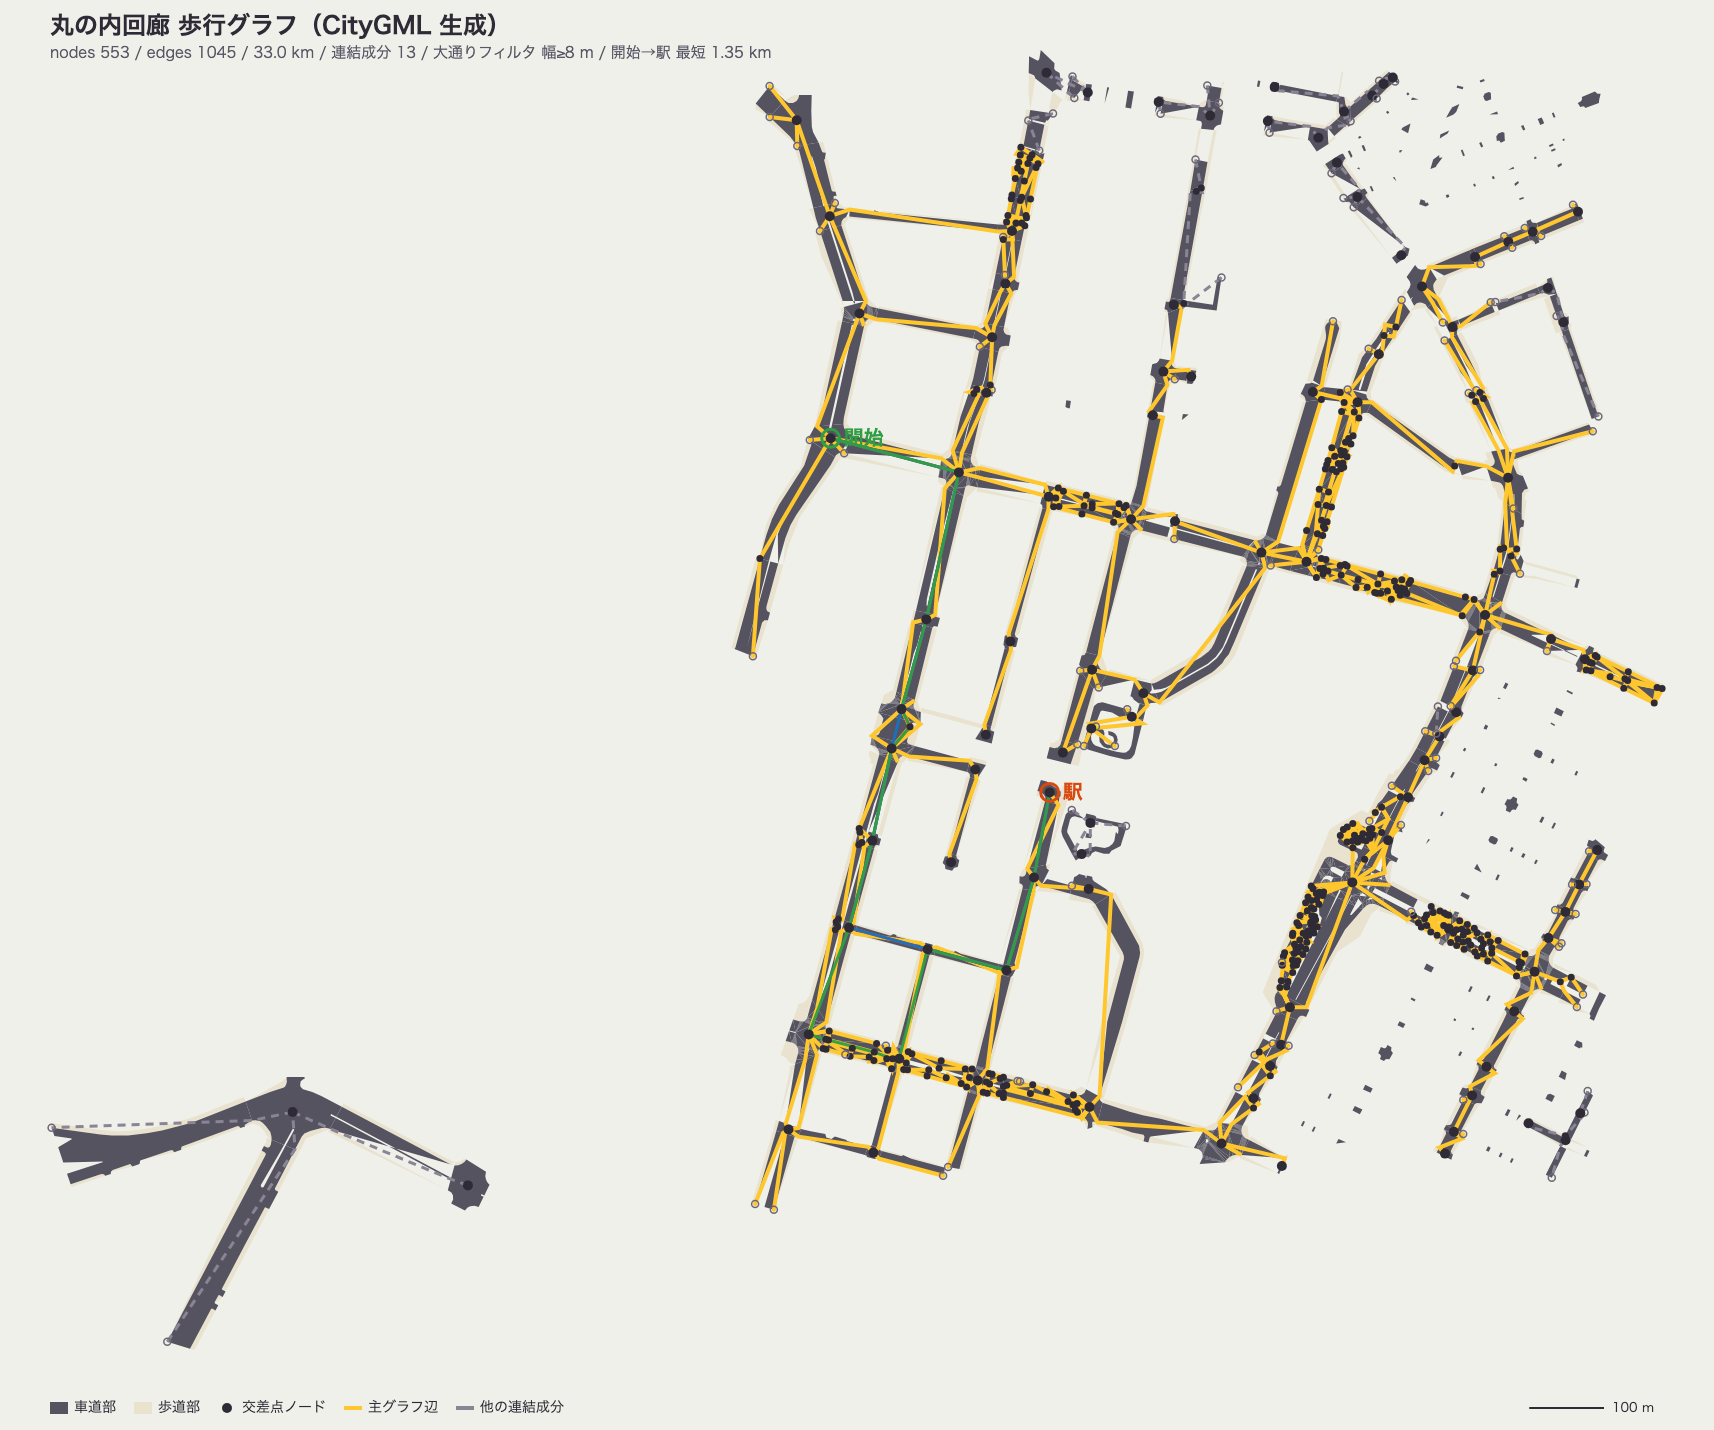 丸の内回廊 歩行グラフ（CityGML 生成）
nodes 553 / edges 1045 / 33.0 km / 連結成分 13 / 大通りフィルタ 幅≥8 m / 開始→駅 最短 1.35 km
開始
駅
車道部 歩道部 交差点ノード 主グラフ辺 他の連結成分 100 m